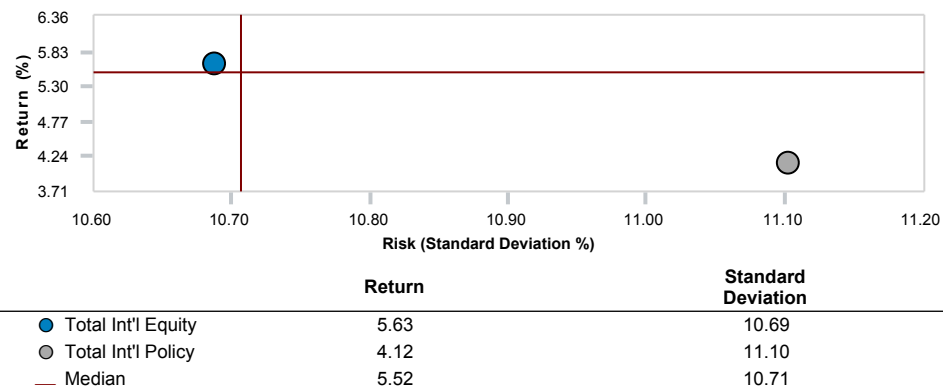 6.36
5.83
5.30
4.77
4.24
3.71
Return (%)
10.60 10.70 10.80 10.90 11.00 11.10 11.20
Risk (Standard Deviation %)
Return Standard Deviation
Total Int'l Equity 5.63 10.69
Total Int'l Policy 4.12 11.10
Median 5.52 10.71